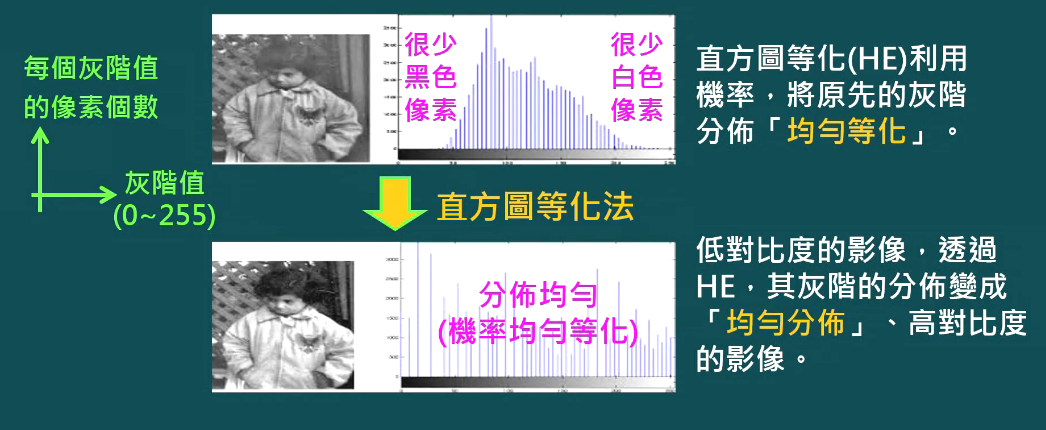 每個灰階值
的像素個數
灰階值
(0~255)
很少
黑色
像素
很少
白色
像素
直方圖等化(HE)利用
機率，將原先的灰階
分佈「均勻等化」。
直方圖等化法
分佈均勻
(機率均勻等化)
低對比度的影像，透過
HE，其灰階的分佈變成
「均勻分佈」、高對比度
的影像。